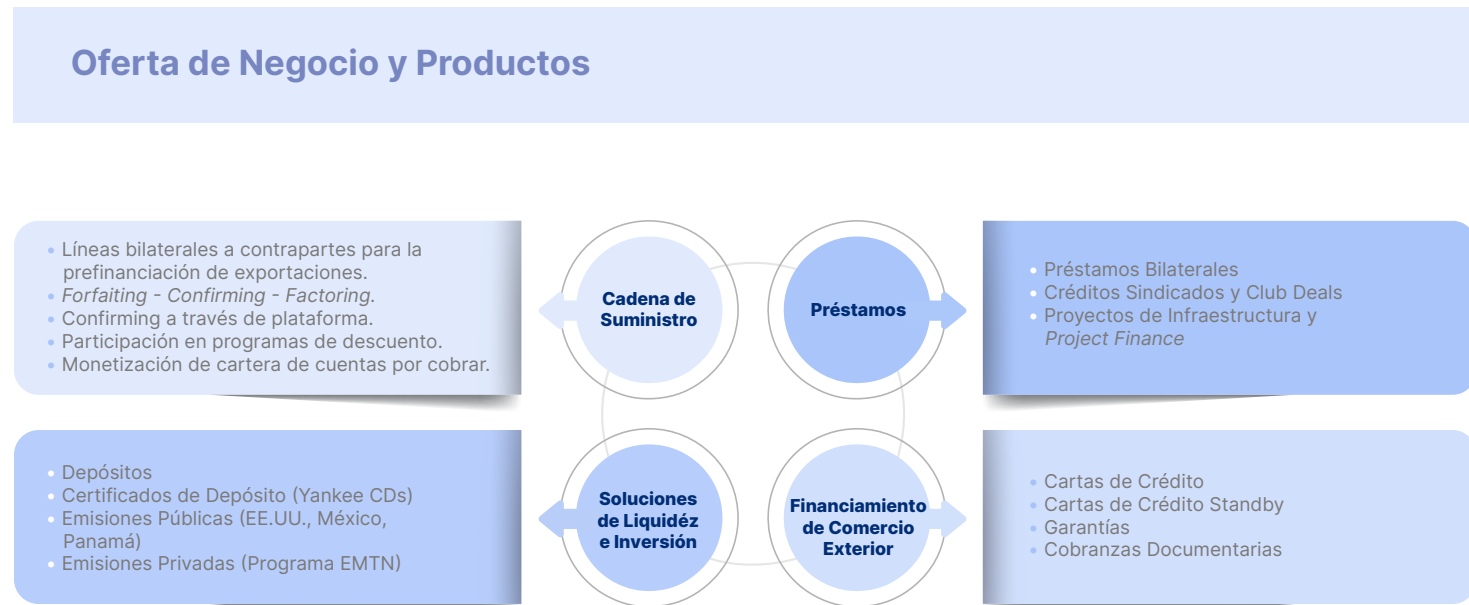 Oferta de Negocio y Productos
• Líneas bilaterales a contrapartes para la
prefinanciación de exportaciones.
• Forfaiting - Confirming - Factoring.
• Confirming a través de plataforma.
• Participación en programas de descuento.
• Monetización de cartera de cuentas por cobrar.
Cadena de
Suministro
Préstamos
• Préstamos Bilaterales
• Créditos Sindicados y Club Deals
• Proyectos de Infraestructura y
Project Finance
• Depósitos
• Certificados de Depósito (Yankee CDs)
• Emisiones Públicas (EE.UU., México,
Panamá)
• Emisiones Privadas (Programa EMTN)
Soluciones
de Liquidéz
e Inversión
Financiamiento
de Comercio
Exterior
• Cartas de Crédito
• Cartas de Crédito Standby
• Garantías
• Cobranzas Documentarias